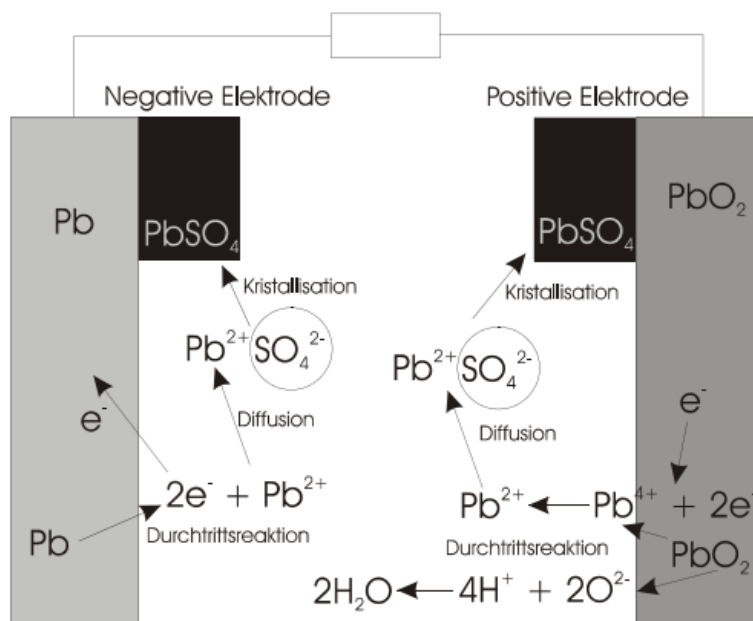 Negative Elektrode
Positive Elektrode
Pb
PbO₂
PbSO₄
PbSO₄
Kristallisation
Kristallisation
Pb²⁺ SO₄²⁻
Pb²⁺ SO₄²⁻
e⁻
Diffusion
Diffusion
e⁻
2e⁻ + Pb²⁺
Pb²⁺
Pb⁴⁺ + 2e⁻
Pb
Durchtrittsreaktion
Durchtrittsreaktion
PbO₂
2H₂O
4H⁺ + 2O²⁻